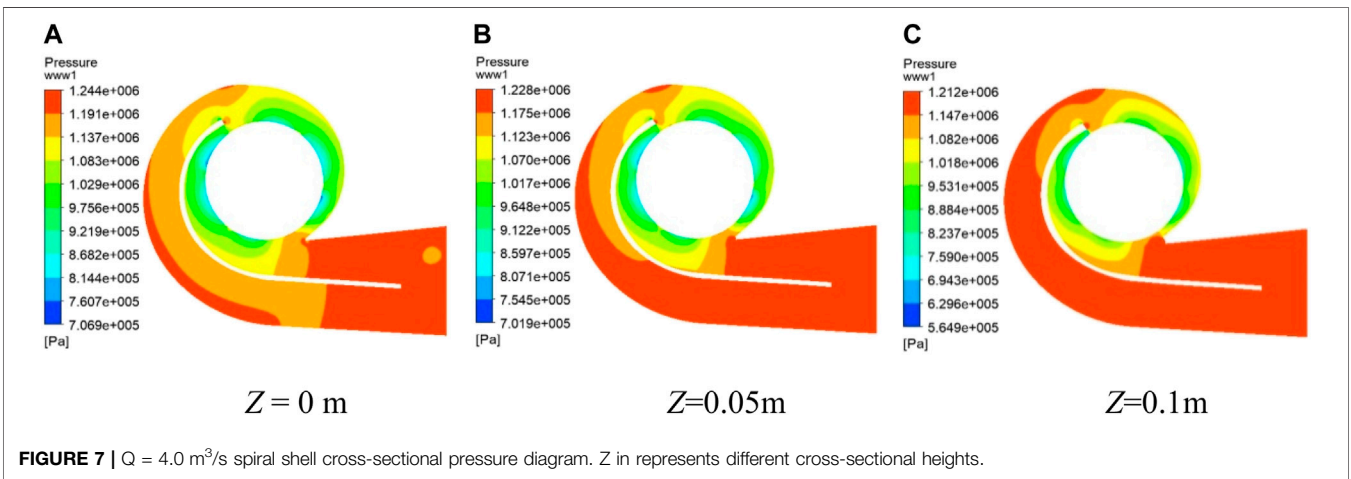 A
Pressure
www1
1.244e+006
1.191e+006
1.137e+006
1.083e+006
1.029e+006
9.756e+005
9.219e+005
8.682e+005
8.144e+005
7.607e+005
7.069e+005
[Pa]
Z = 0 m
B
Pressure
www1
1.228e+006
1.175e+006
1.123e+006
1.070e+006
1.017e+006
9.648e+005
9.122e+005
8.597e+005
8.071e+005
7.545e+005
7.019e+005
[Pa]
Z=0.05m
C
Pressure
www1
1.212e+006
1.147e+006
1.082e+006
1.018e+006
9.531e+005
8.884e+005
8.237e+005
7.590e+005
6.943e+005
6.296e+005
5.649e+005
[Pa]
Z=0.1m
FIGURE 7 | Q = 4.0 m³/s spiral shell cross-sectional pressure diagram. Z in represents different cross-sectional heights.